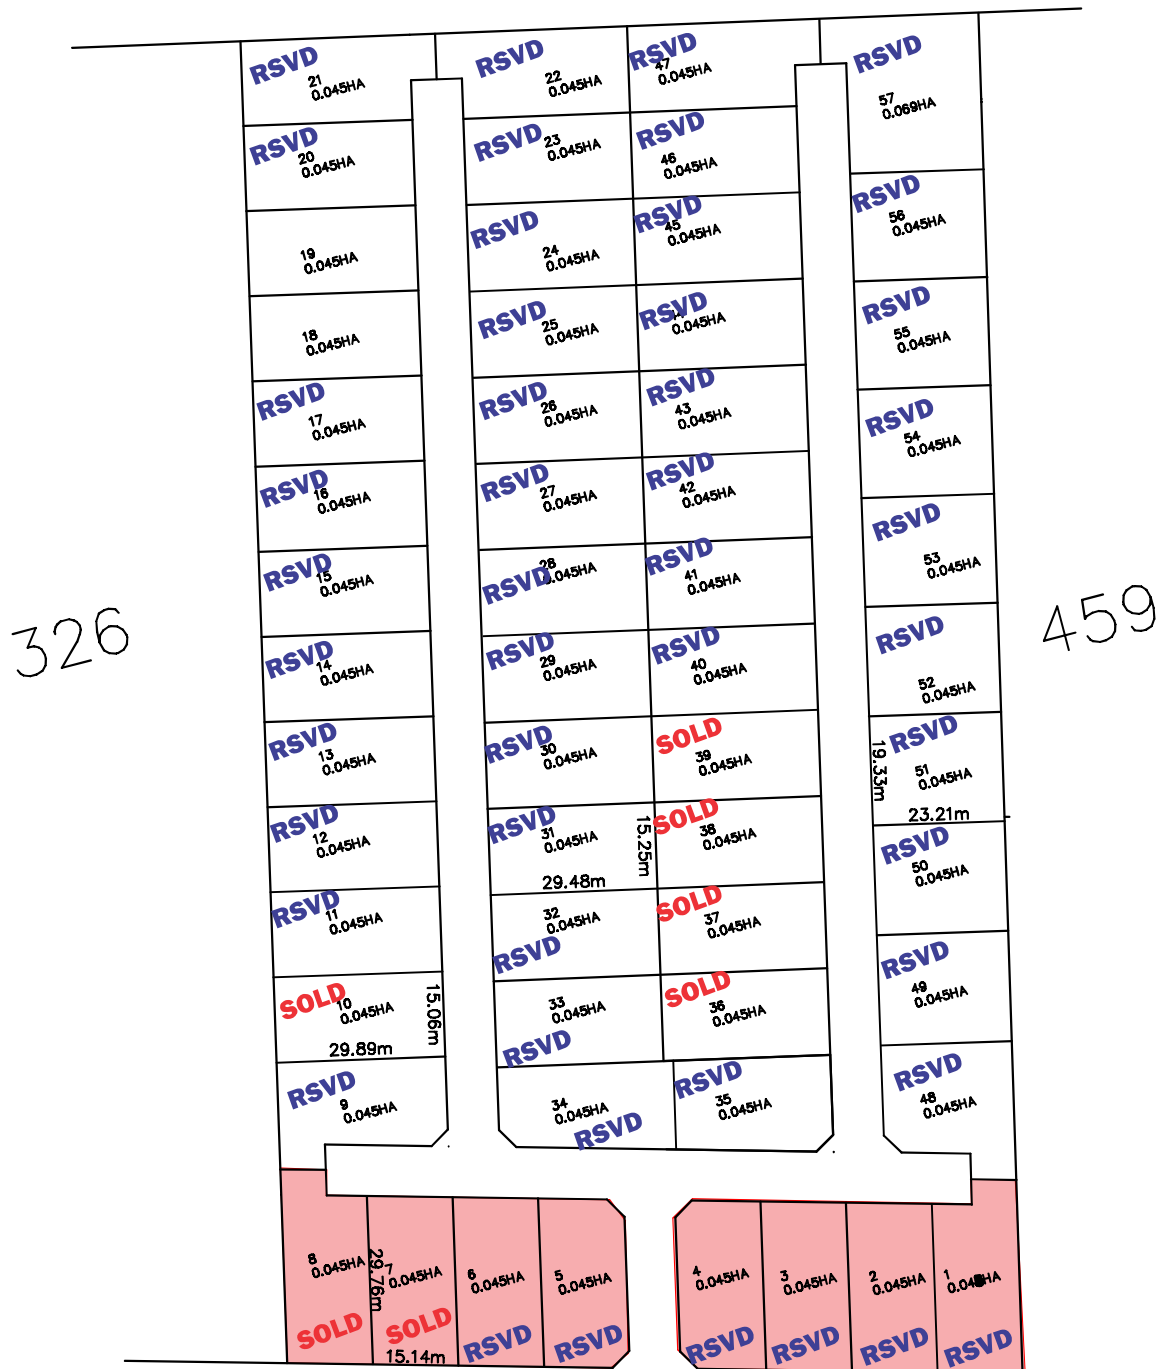 RSVD
21
0.045HA
RSVD
22
0.045HA
RSVD
47
0.045HA
RSVD
57
0.069HA
RSVD
20
0.045HA
RSVD
23
0.045HA
RSVD
46
0.045HA
RSVD
56
0.045HA
19
0.045HA
RSVD
24
0.045HA
RSVD
45
0.045HA
RSVD
55
0.045HA
18
0.045HA
RSVD
25
0.045HA
RSVD
0.045HA
RSVD
54
0.045HA
RSVD
17
0.045HA
RSVD
26
0.045HA
RSVD
43
0.045HA
RSVD
53
0.045HA
RSVD
16
0.045HA
RSVD
27
0.045HA
RSVD
42
0.045HA
RSVD
52
0.045HA
RSVD
15
0.045HA
RSVD
28
0.045HA
RSVD
41
0.045HA
326
459
RSVD
14
0.045HA
RSVD
29
0.045HA
RSVD
40
0.045HA
RSVD
51
0.045HA
19.33m
23.21m
RSVD
13
0.045HA
RSVD
30
0.045HA
SOLD
39
0.045HA
RSVD
50
0.045HA
RSVD
12
0.045HA
RSVD
31
0.045HA
15.25m
29.48m
SOLD
38
0.045HA
RSVD
11
0.045HA
32
0.045HA
RSVD
SOLD
37
0.045HA
RSVD
49
0.045HA
SOLD
10
0.045HA
15.06m
29.89m
33
0.045HA
RSVD
SOLD
36
0.045HA
RSVD
9
0.045HA
34
0.045HA
RSVD
RSVD
35
0.045HA
RSVD
48
0.045HA
8
0.045HA
SOLD
29.76m
7
0.045HA
SOLD
15.14m
6
0.045HA
RSVD
5
0.045HA
RSVD
4
0.045HA
RSVD
3
0.045HA
RSVD
2
0.045HA
RSVD
1
RSVD